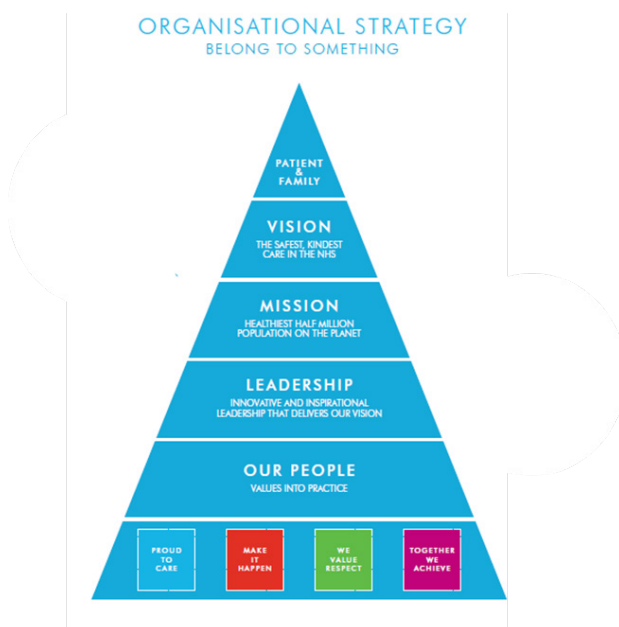 ORGANISATIONAL STRATEGY
BELONG TO SOMETHING
PATIENT
&
FAMILY
VISION
THE SAFEST, KINDEST
CARE IN THE NHS
MISSION
HEALTHIEST HALF MILLION
POPULATION ON THE PLANET
LEADERSHIP
INNOVATIVE AND INSPIRATIONAL
LEADERSHIP THAT DELIVERS OUR VISION
OUR PEOPLE
VALUES INTO PRACTICE
PROUD
TO
CARE
MAKE
IT
HAPPEN
WE
VALUE
RESPECT
TOGETHER
WE
ACHIEVE